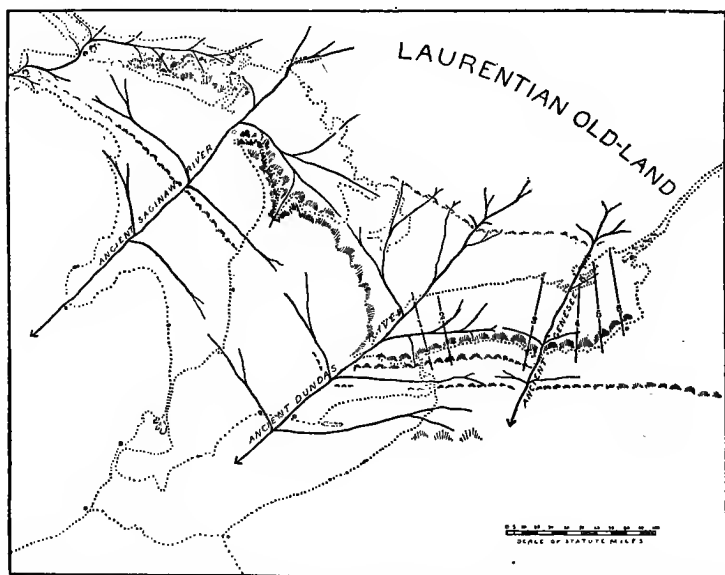 LAURENTIAN OLD-LAND
ANCIENT SAGINAW RIVER
ANCIENT DUNDAS RIVER
ANCIENT GENESEE
SCALE OF STATUTE MILES